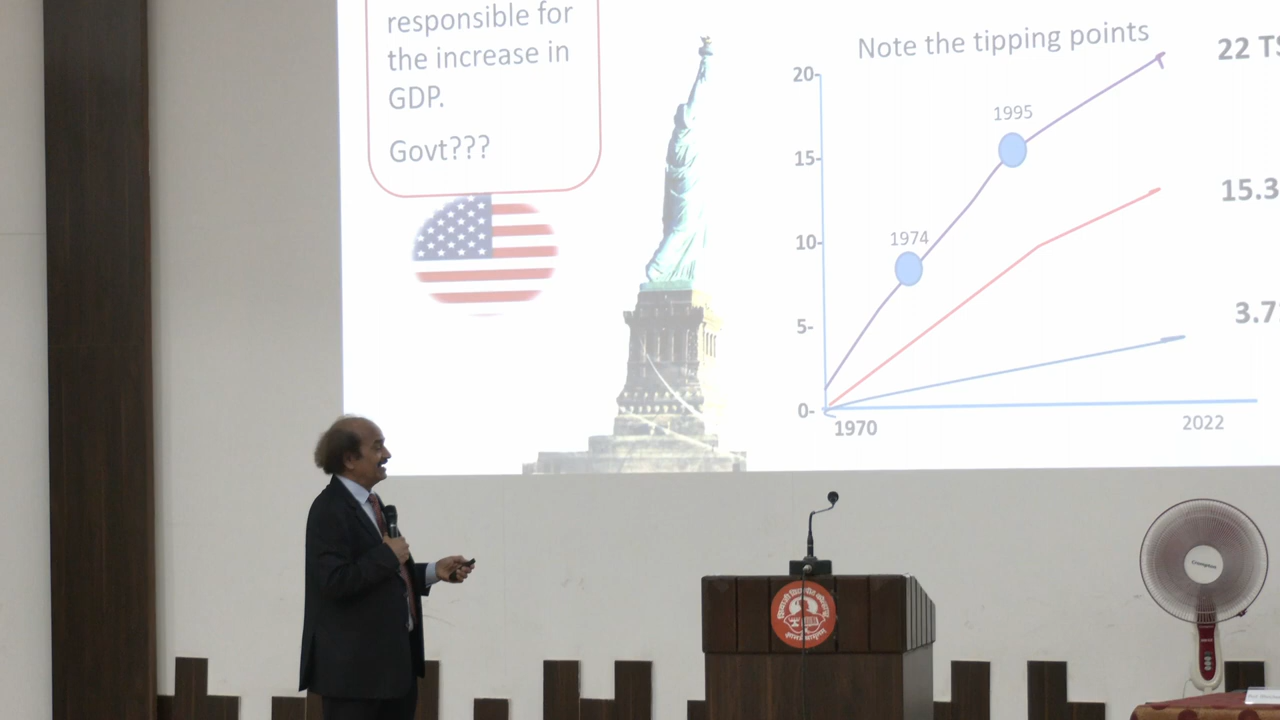 responsible for
the increase in
GDP.
Govt???
Note the tipping points
22 T
20-
1995
15-
15.3
1974
10-
5-
3.7
0-
1970
2022
Crompton